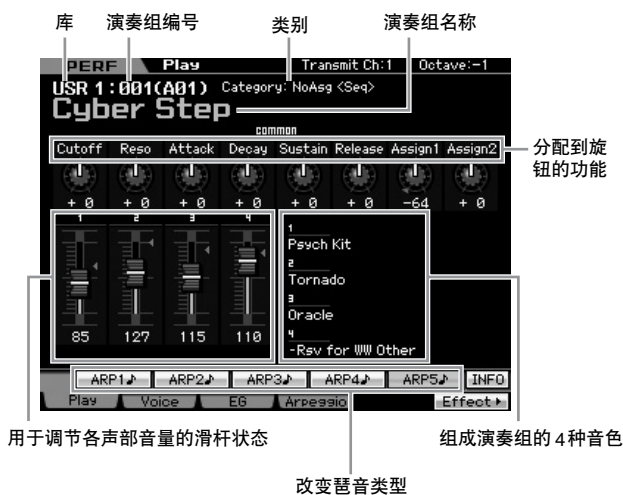 库 演奏组编号 类别 演奏组名称
PERF Play Transmit Ch:1 Octave:-1
USR 1:001(A01) Category: NoAsg <Seq>
Cyber Step
common
Cutoff Reso Attack Decay Sustain Release Assign1 Assign2
分配到旋
钮的功能
+ 0 + 0 + 0 + 0 + 0 + 0 -64 + 0
1 2 3 4
1
Psych Kit
2
Tornado
3
Oracle
4
-Rsv for WW Other
85 127 115 110
ARP1♪ ARP2♪ ARP3♪ ARP4♪ ARP5♪ INFO
Play Voice EG Arpeggio Effect▶
用于调节各声部音量的滑杆状态
组成演奏组的4种音色
改变琶音类型